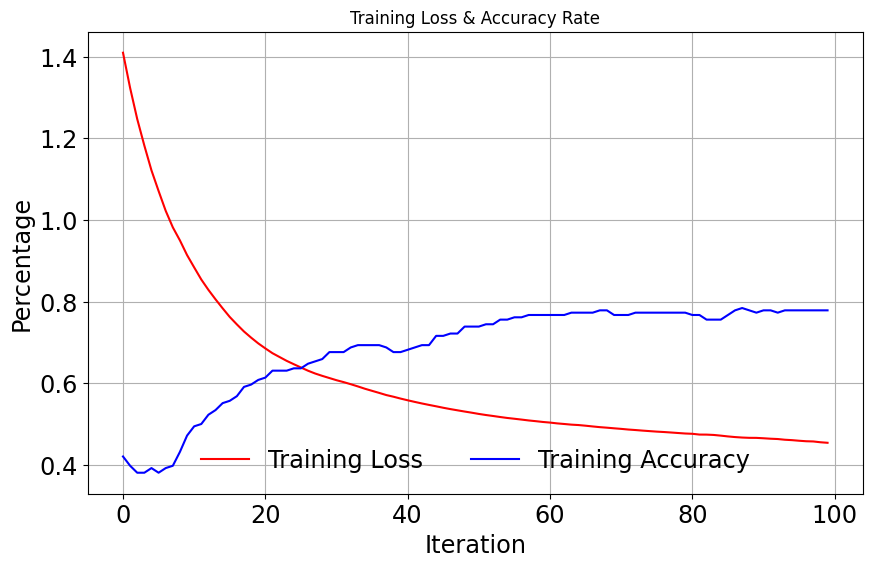 Training Loss & Accuracy Rate
Percentage
1.4
1.2
1.0
0.8
0.6
0.4
Training Loss
Training Accuracy
0 20 40 60 80 100
Iteration